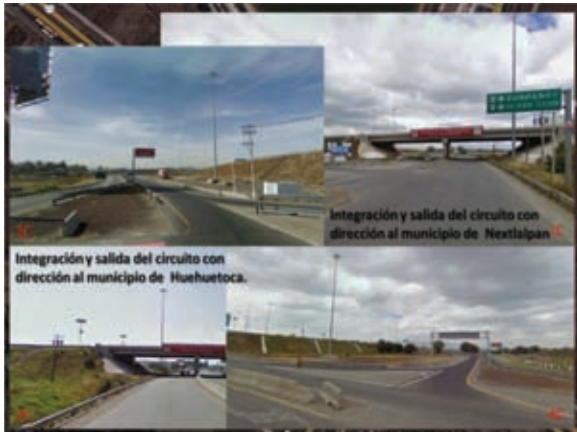 Integración y salida del circuito con
dirección al municipio de Nextlalpan
Integración y salida del circuito con
dirección al municipio de Huehuetoca.